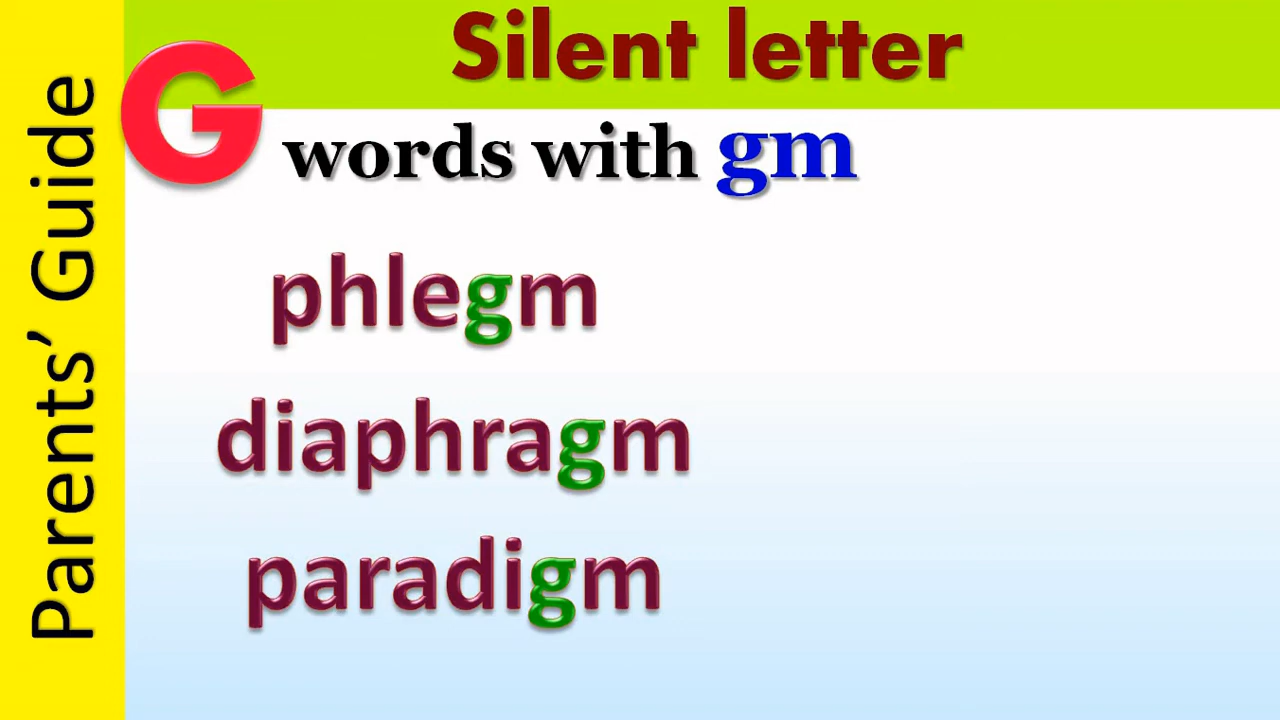 Parents' Guide
Silent letter
G
words with gm
phlegm
diaphragm
paradigm